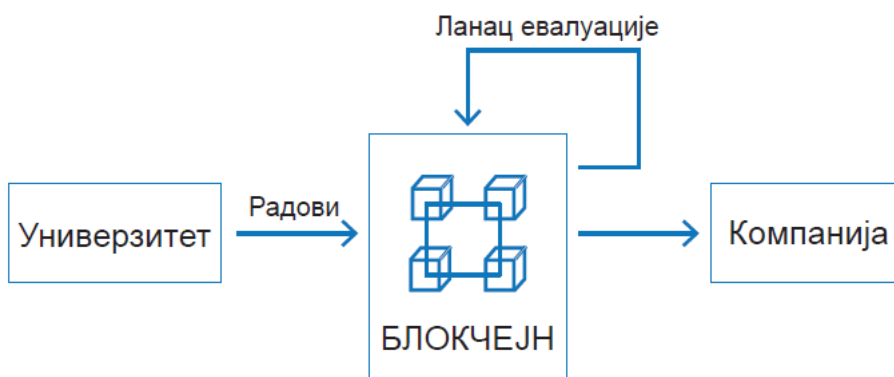 Ланац евалуације
Универзитет
Радови
БЛОКЧЕЈН
Компанија